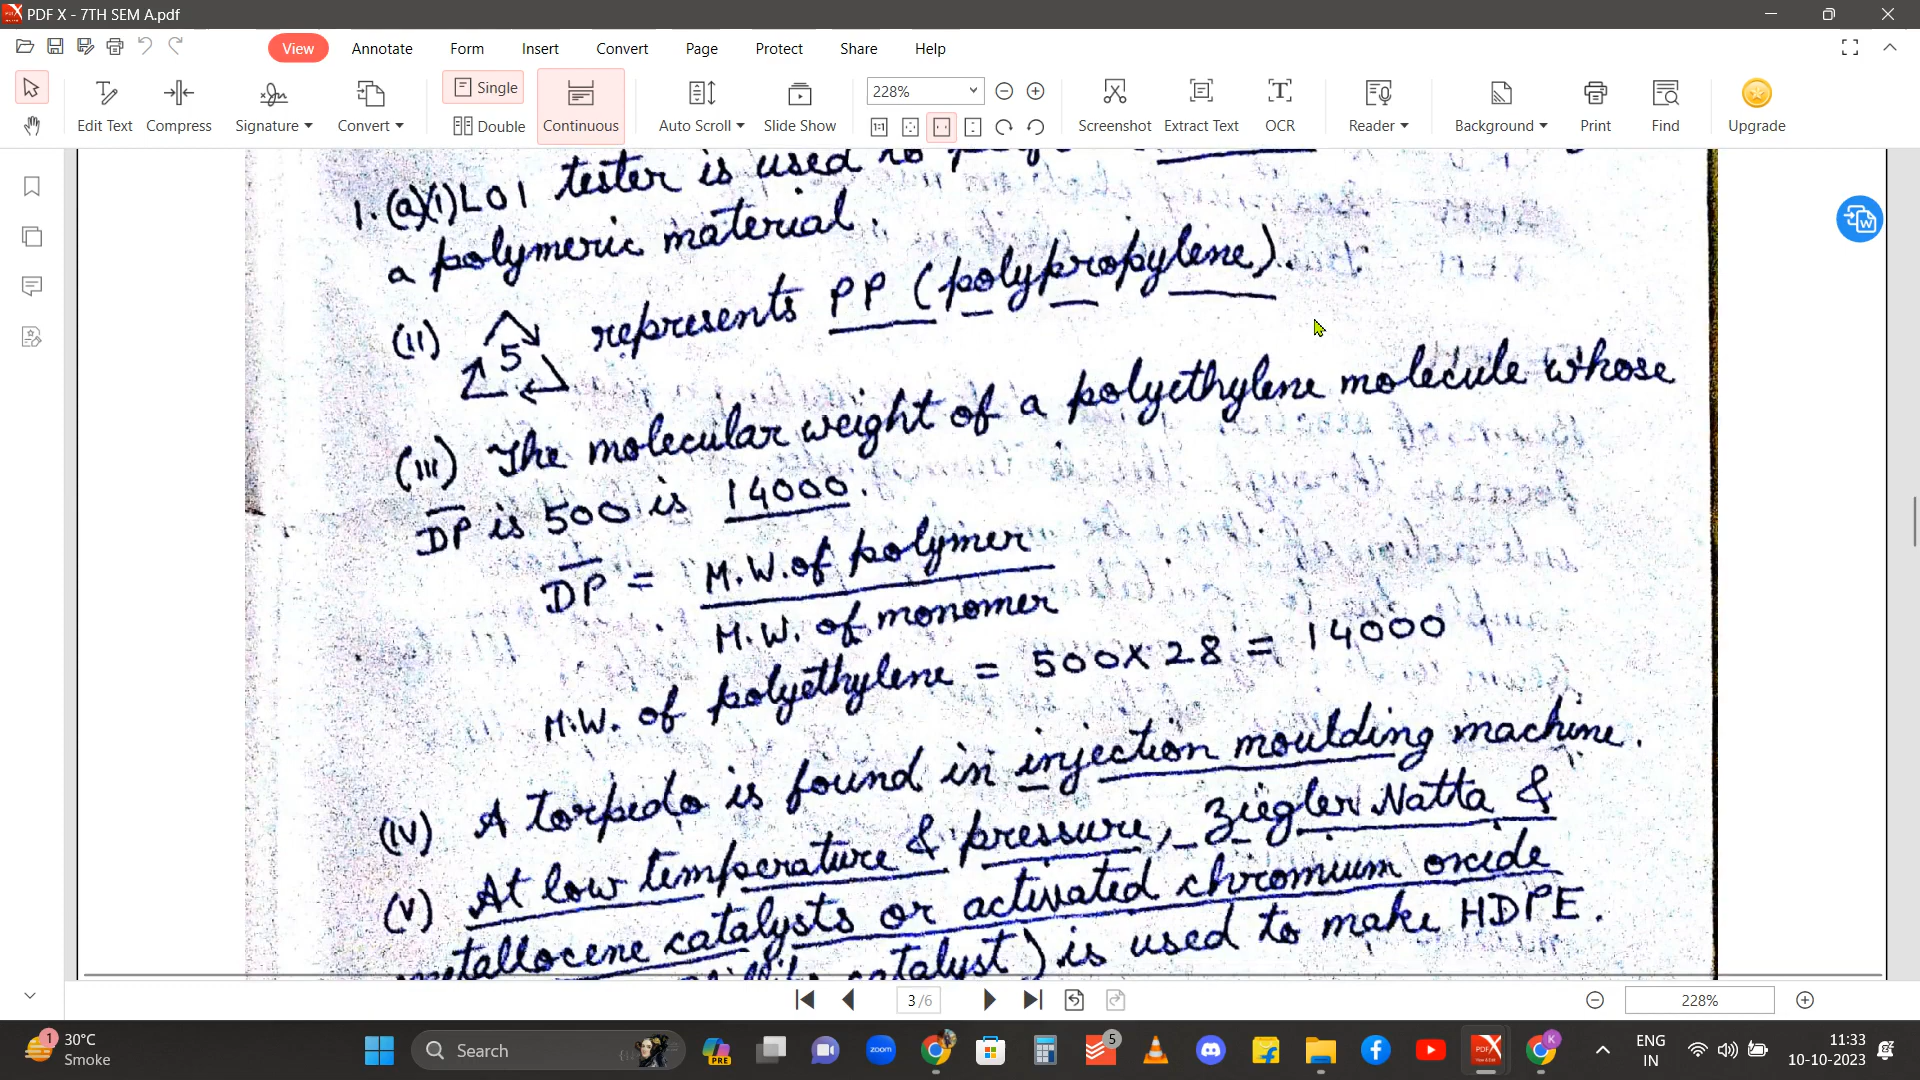 PDF X - 7TH SEM A.pdf
View Annotate Form Insert Convert Page Protect Share Help
Edit Text Compress Signature Convert Single Double Continuous Auto Scroll Slide Show 228% Screenshot Extract Text OCR Reader Background Print Find Upgrade
1. (a)(i) LOI tester is used to
a polymeric material.
(ii) 5 represents PP (polypropylene).
(iii) The molecular weight of a polyethylene molecule whose
DP is 500 is 14000.
DP = M.W. of polymer
M.W. of monomer
M.W. of polyethylene = 500 x 28 = 14000
(iv) A torpedo is found in injection moulding machine.
(v) At low temperature & pressure, Ziegler Natta &
metallocene catalysts or activated chromium oxide
catalyst) is used to make HDPE.
3 /6
228%
1 30°C
Smoke
Search
PRE
zoom
5
PDFX
K
ENG
IN
11:33
10-10-2023